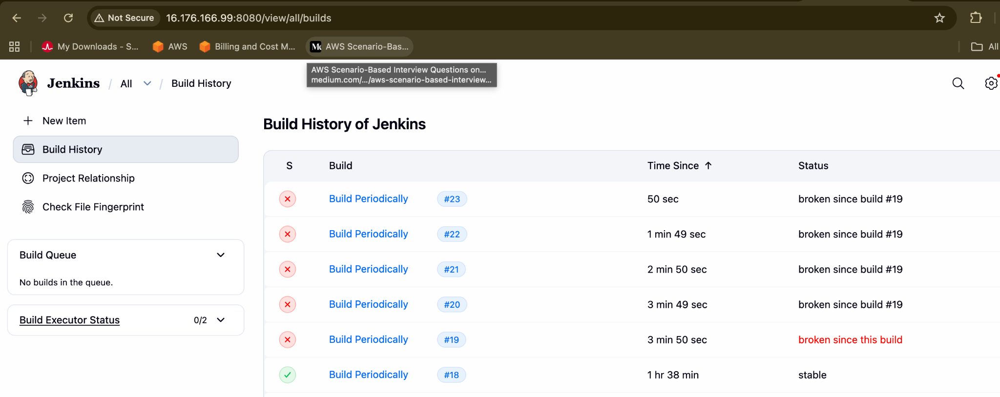 Not Secure 16.176.166.99:8080/view/all/builds
My Downloads - S... AWS Billing and Cost M... AWS Scenario-Bas... All
AWS Scenario-Based Interview Questions on...
medium.com/.../aws-scenario-based-interview...
Jenkins / All / Build History
New Item
Build History
Project Relationship
Check File Fingerprint
Build Queue
No builds in the queue.
Build Executor Status 0/2
Build History of Jenkins
S Build Time Since ↑ Status
Build Periodically #23 50 sec broken since build #19
Build Periodically #22 1 min 49 sec broken since build #19
Build Periodically #21 2 min 50 sec broken since build #19
Build Periodically #20 3 min 49 sec broken since build #19
Build Periodically #19 3 min 50 sec broken since this build
Build Periodically #18 1 hr 38 min stable